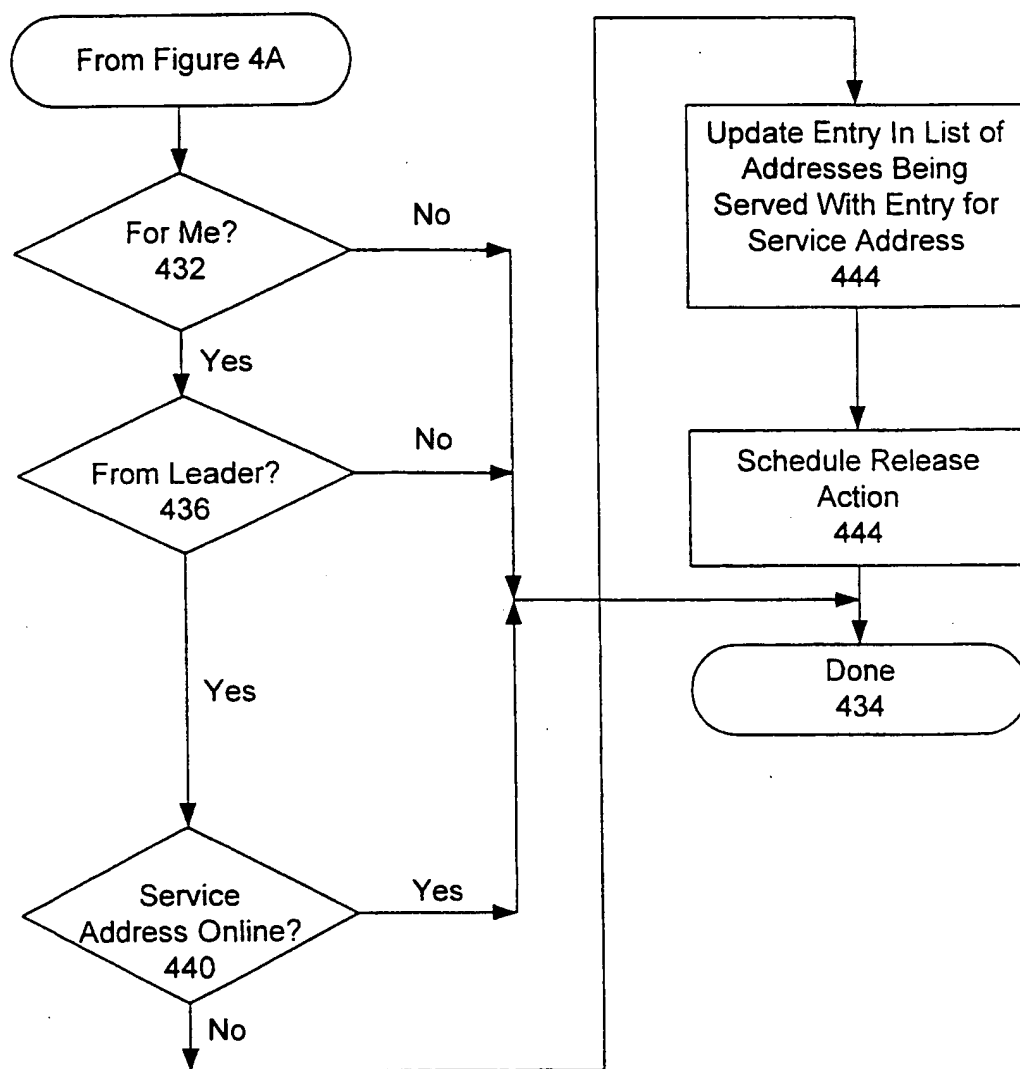 From Figure 4A
For Me?
432
No
Yes
From Leader?
436
No
Yes
Service
Address Online?
440
Yes
No
Update Entry In List of
Addresses Being
Served With Entry for
Service Address
444
Schedule Release
Action
444
Done
434